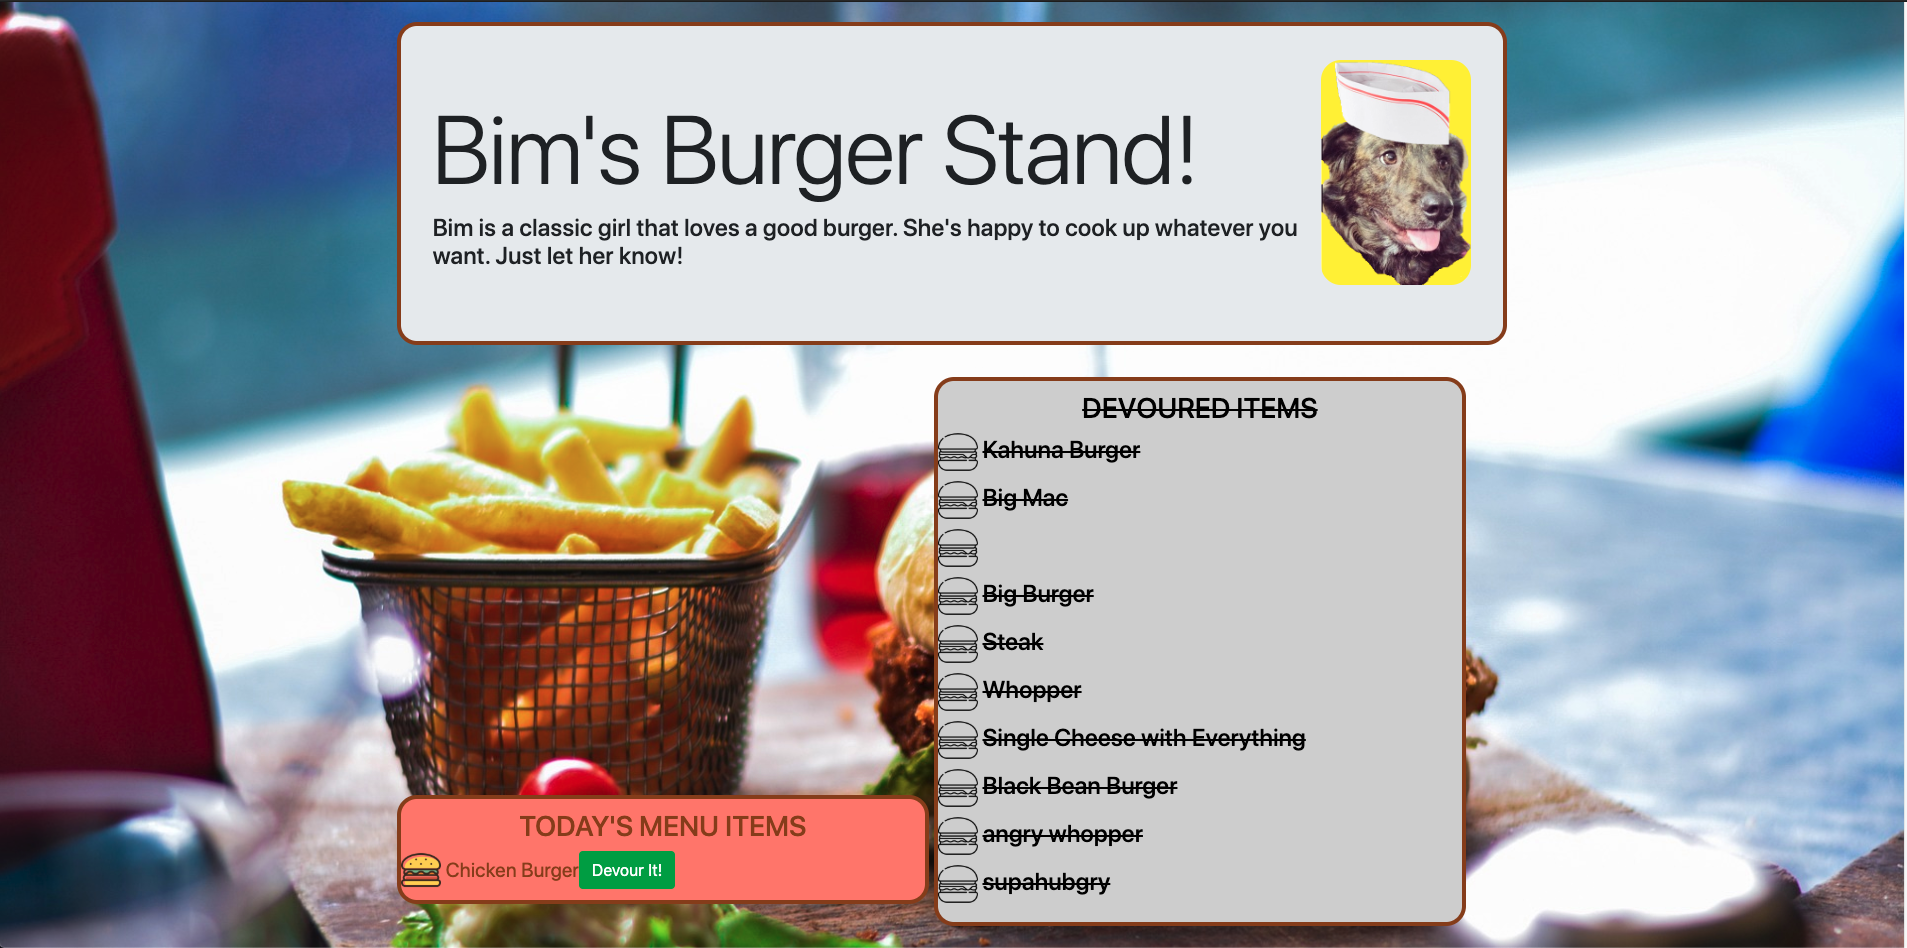 Bim's Burger Stand!
Bim is a classic girl that loves a good burger. She's happy to cook up whatever you
want. Just let her know!
DEVOURED ITEMS
Kahuna Burger
Big Mac
Big Burger
Steak
Whopper
Single Cheese with Everything
Black Bean Burger
angry whopper
supahubgry
TODAY'S MENU ITEMS
Chicken Burger Devour It!